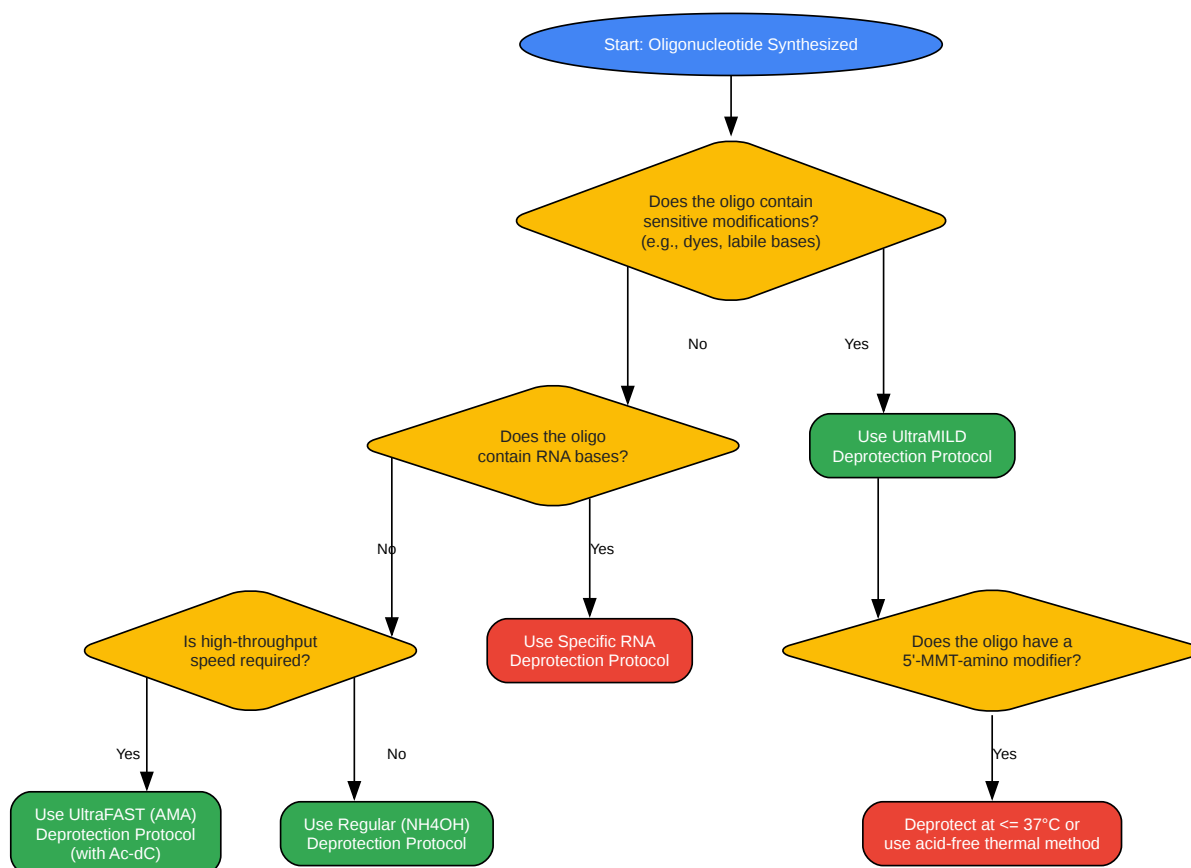 Start: Oligonucleotide Synthesized
Does the oligo contain
sensitive modifications?
(e.g., dyes, labile bases)
No
Yes
Does the oligo
contain RNA bases?
Use UltraMILD
Deprotection Protocol
No
Yes
Is high-throughput
speed required?
Use Specific RNA
Deprotection Protocol
Does the oligo have a
5'-MMT-amino modifier?
Yes
No
Yes
Use UltraFAST (AMA)
Deprotection Protocol
(with Ac-dC)
Use Regular (NH4OH)
Deprotection Protocol
Deprotect at <= 37°C or
use acid-free thermal method